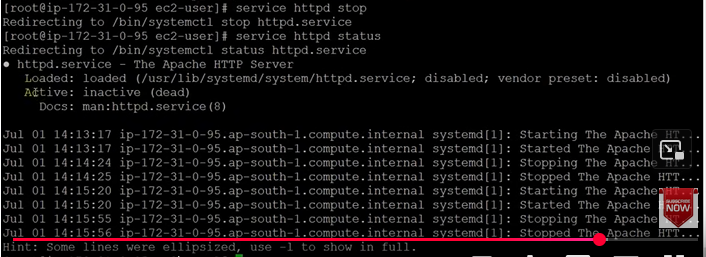 [root@ip-172-31-0-95 ec2-user]# service httpd stop
Redirecting to /bin/systemctl stop httpd.service
[root@ip-172-31-0-95 ec2-user]# service httpd status
Redirecting to /bin/systemctl status httpd.service
● httpd.service - The Apache HTTP Server
Loaded: loaded (/usr/lib/systemd/system/httpd.service; disabled; vendor preset: disabled)
Active: inactive (dead)
Docs: man:httpd.service(8)
Jul 01 14:13:17 ip-172-31-0-95.ap-south-1.compute.internal systemd[1]: Starting The Apache HT...
Jul 01 14:13:17 ip-172-31-0-95.ap-south-1.compute.internal systemd[1]: Started The Apache
Jul 01 14:14:24 ip-172-31-0-95.ap-south-1.compute.internal systemd[1]: Stopping The Apache
Jul 01 14:14:25 ip-172-31-0-95.ap-south-1.compute.internal systemd[1]: Stopped The Apache HTT...
Jul 01 14:15:20 ip-172-31-0-95.ap-south-1.compute.internal systemd[1]: Starting The Apache
Jul 01 14:15:20 ip-172-31-0-95.ap-south-1.compute.internal systemd[1]: Started The Apache
Jul 01 14:15:55 ip-172-31-0-95.ap-south-1.compute.internal systemd[1]: Stopping The Apache
Jul 01 14:15:56 ip-172-31-0-95.ap-south-1.compute.internal systemd[1]: Stopped The Apache HTT...
Hint: Some lines were ellipsized, use -l to show in full.
SUBSCRIBE
NOW